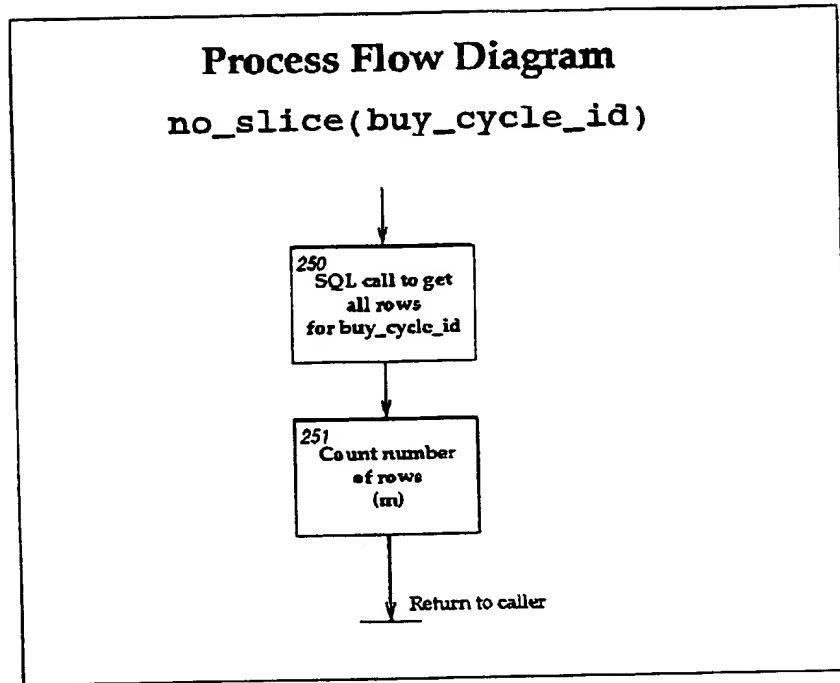 Process Flow Diagram
no_slice(buy_cycle_id)
250
SQL call to get
all rows
for buy_cycle_id
251
Count number
of rows
(m)
Return to caller